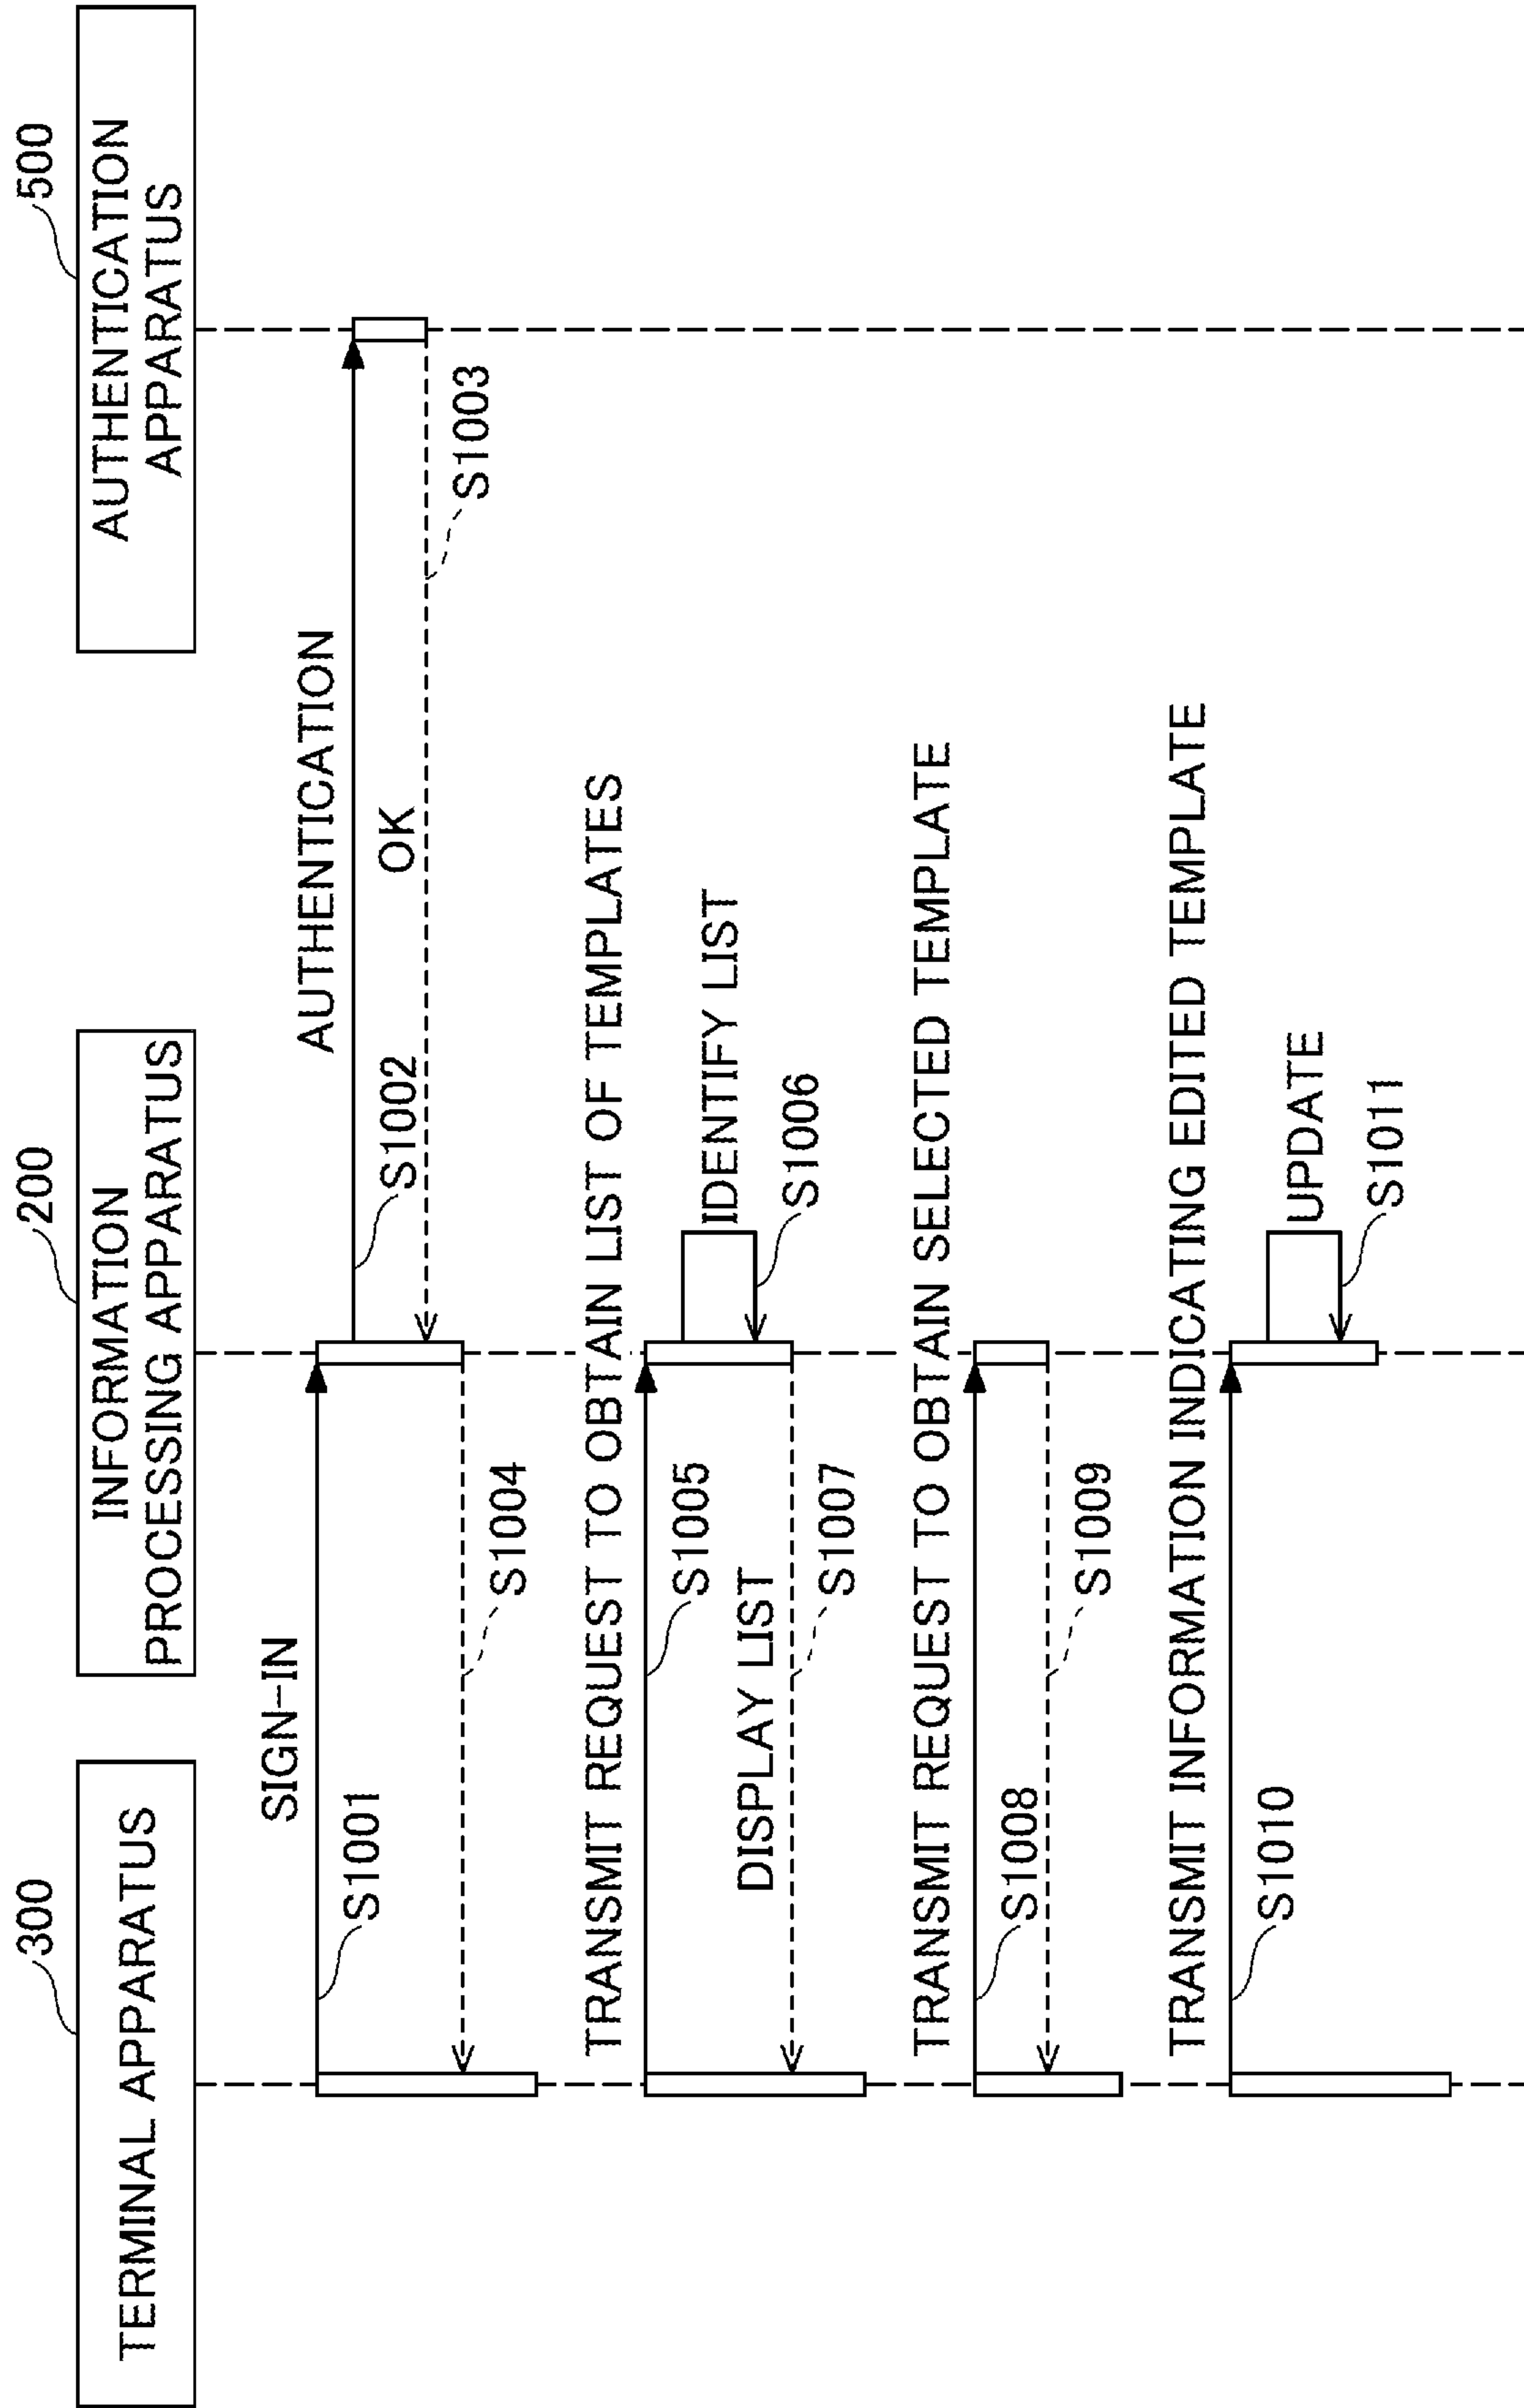 300
TERMINAL APPARATUS
200
INFORMATION
PROCESSING APPARATUS
500
AUTHENTICATION
APPARATUS
SIGN-IN
S1001
AUTHENTICATION
S1002
OK
S1003
S1004
TRANSMIT REQUEST TO OBTAIN LIST OF TEMPLATES
S1005
IDENTIFY LIST
S1006
DISPLAY LIST
S1007
TRANSMIT REQUEST TO OBTAIN SELECTED TEMPLATE
S1008
S1009
TRANSMIT INFORMATION INDICATING EDITED TEMPLATE
S1010
UPDATE
S1011